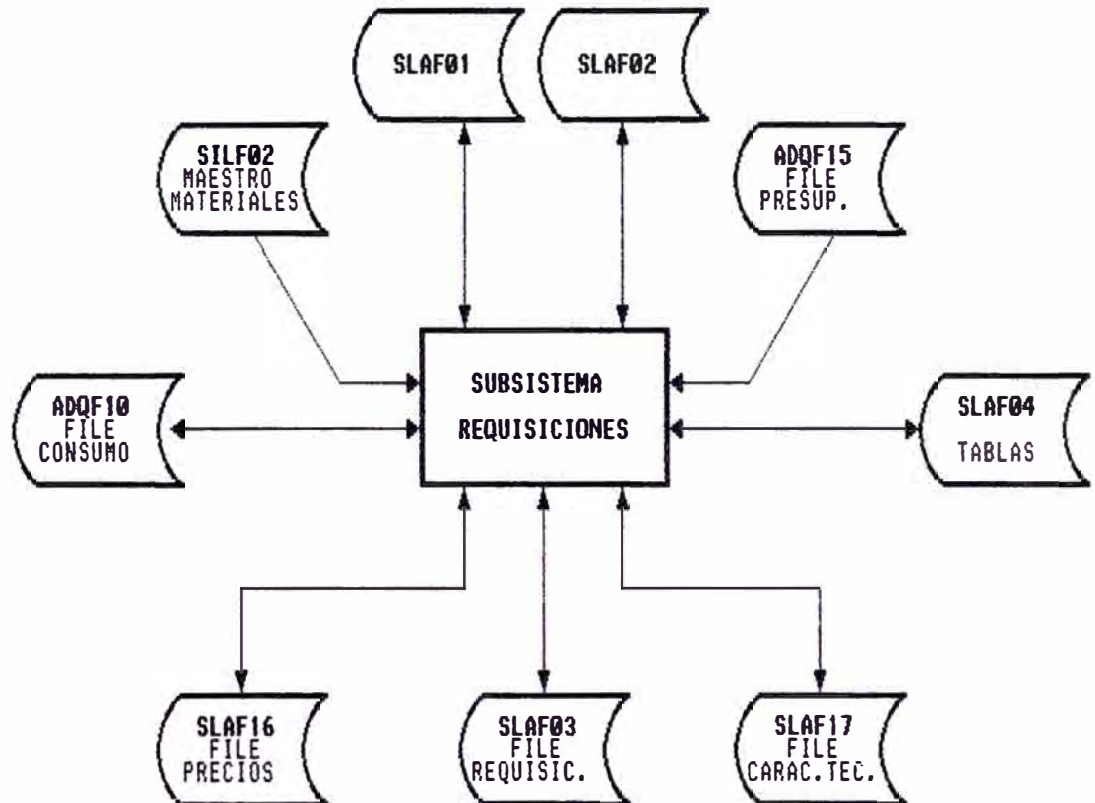 SLAF01
SLAF02
SILF02
MAESTRO
MATERIALES
ADQF15
FILE
PRESUP.
SUBSISTEMA
REQUISICIONES
ADQF10
FILE
CONSUMO
SLAF04
TABLAS
SLAF16
FILE
PRECIOS
SLAF03
FILE
REQUISIC.
SLAF17
FILE
CARAC.TEC.